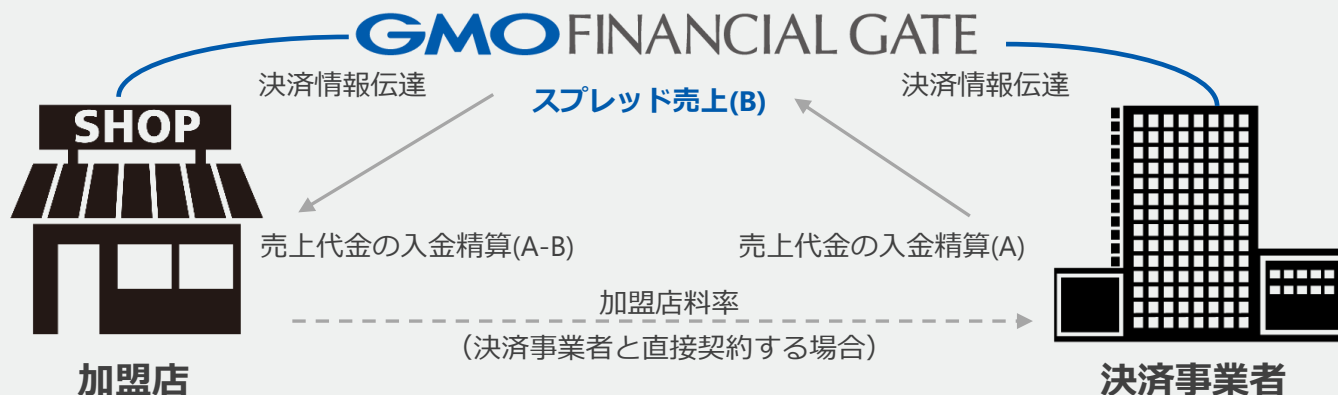 GMO FINANCIAL GATE
決済情報伝達
スプレッド売上(B)
決済情報伝達
SHOP
売上代金の入金精算(A-B)
売上代金の入金精算(A)
加盟店料率
（決済事業者と直接契約する場合）
加盟店
決済事業者